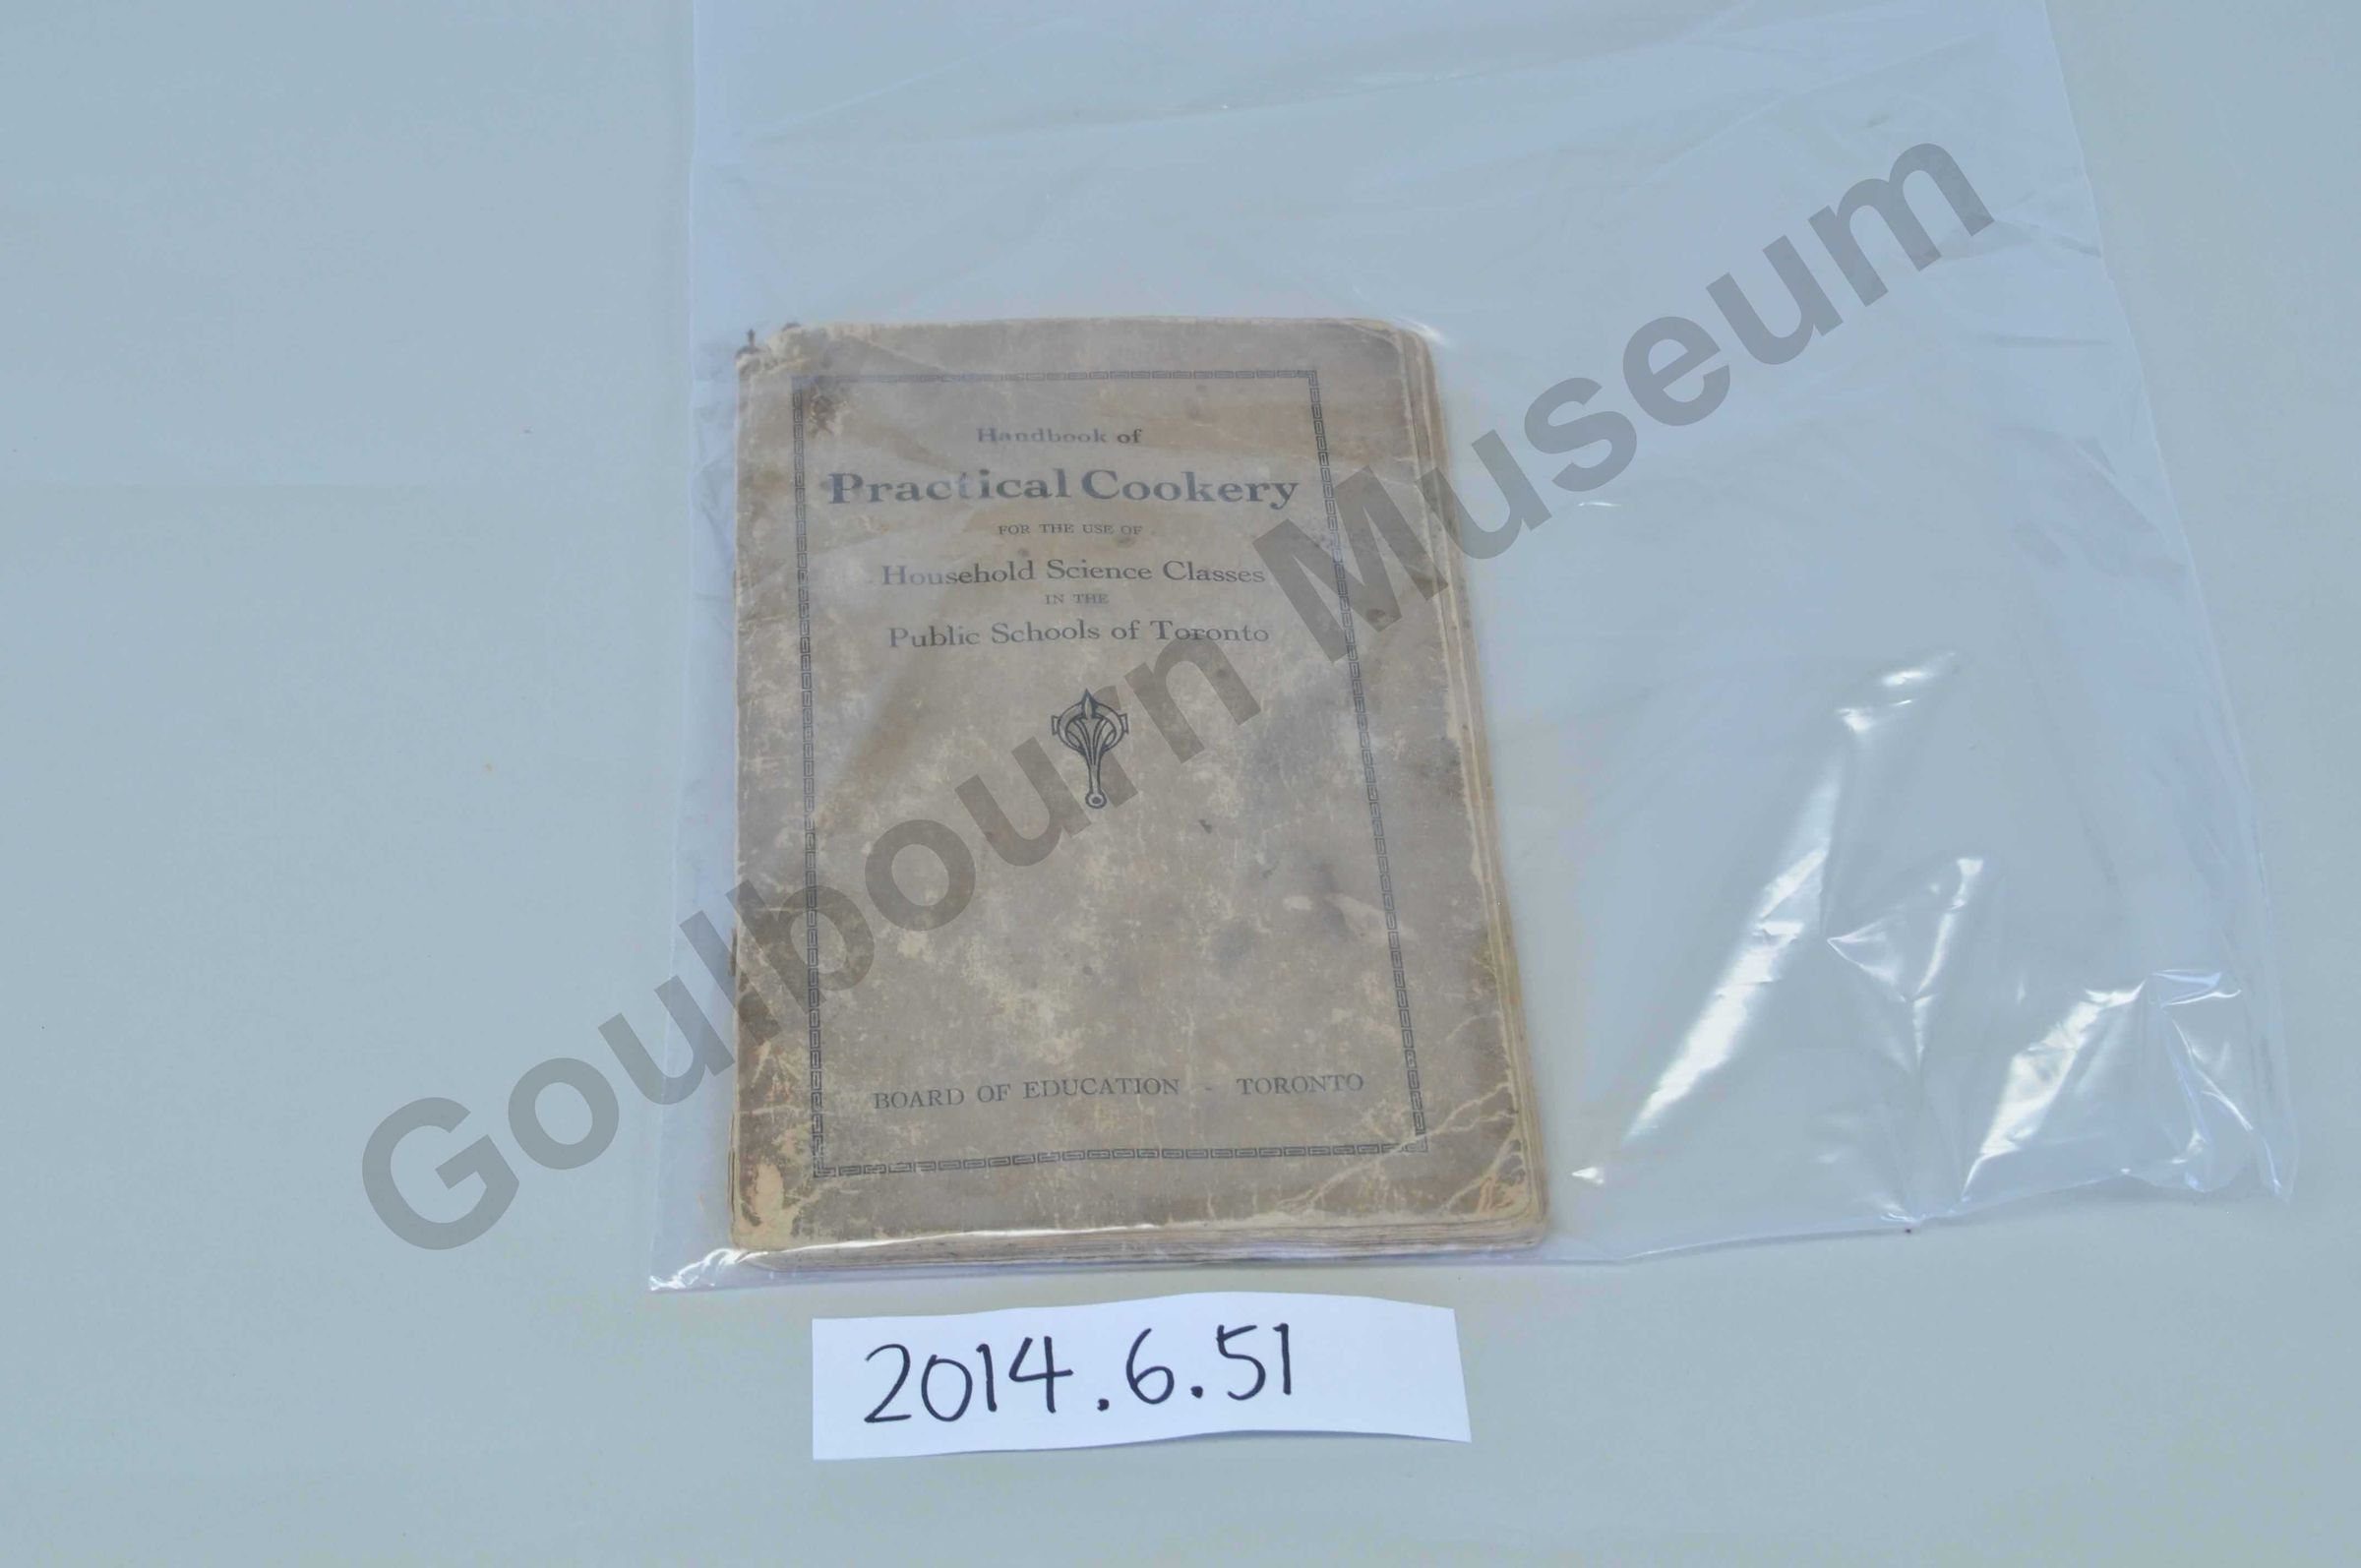 Handbook of
Practical Cookery
FOR THE USE OF
Household Science Classes
IN THE
Public Schools of Toronto
BOARD OF EDUCATION - TORONTO
2014.6.51
Goulbourn Museum